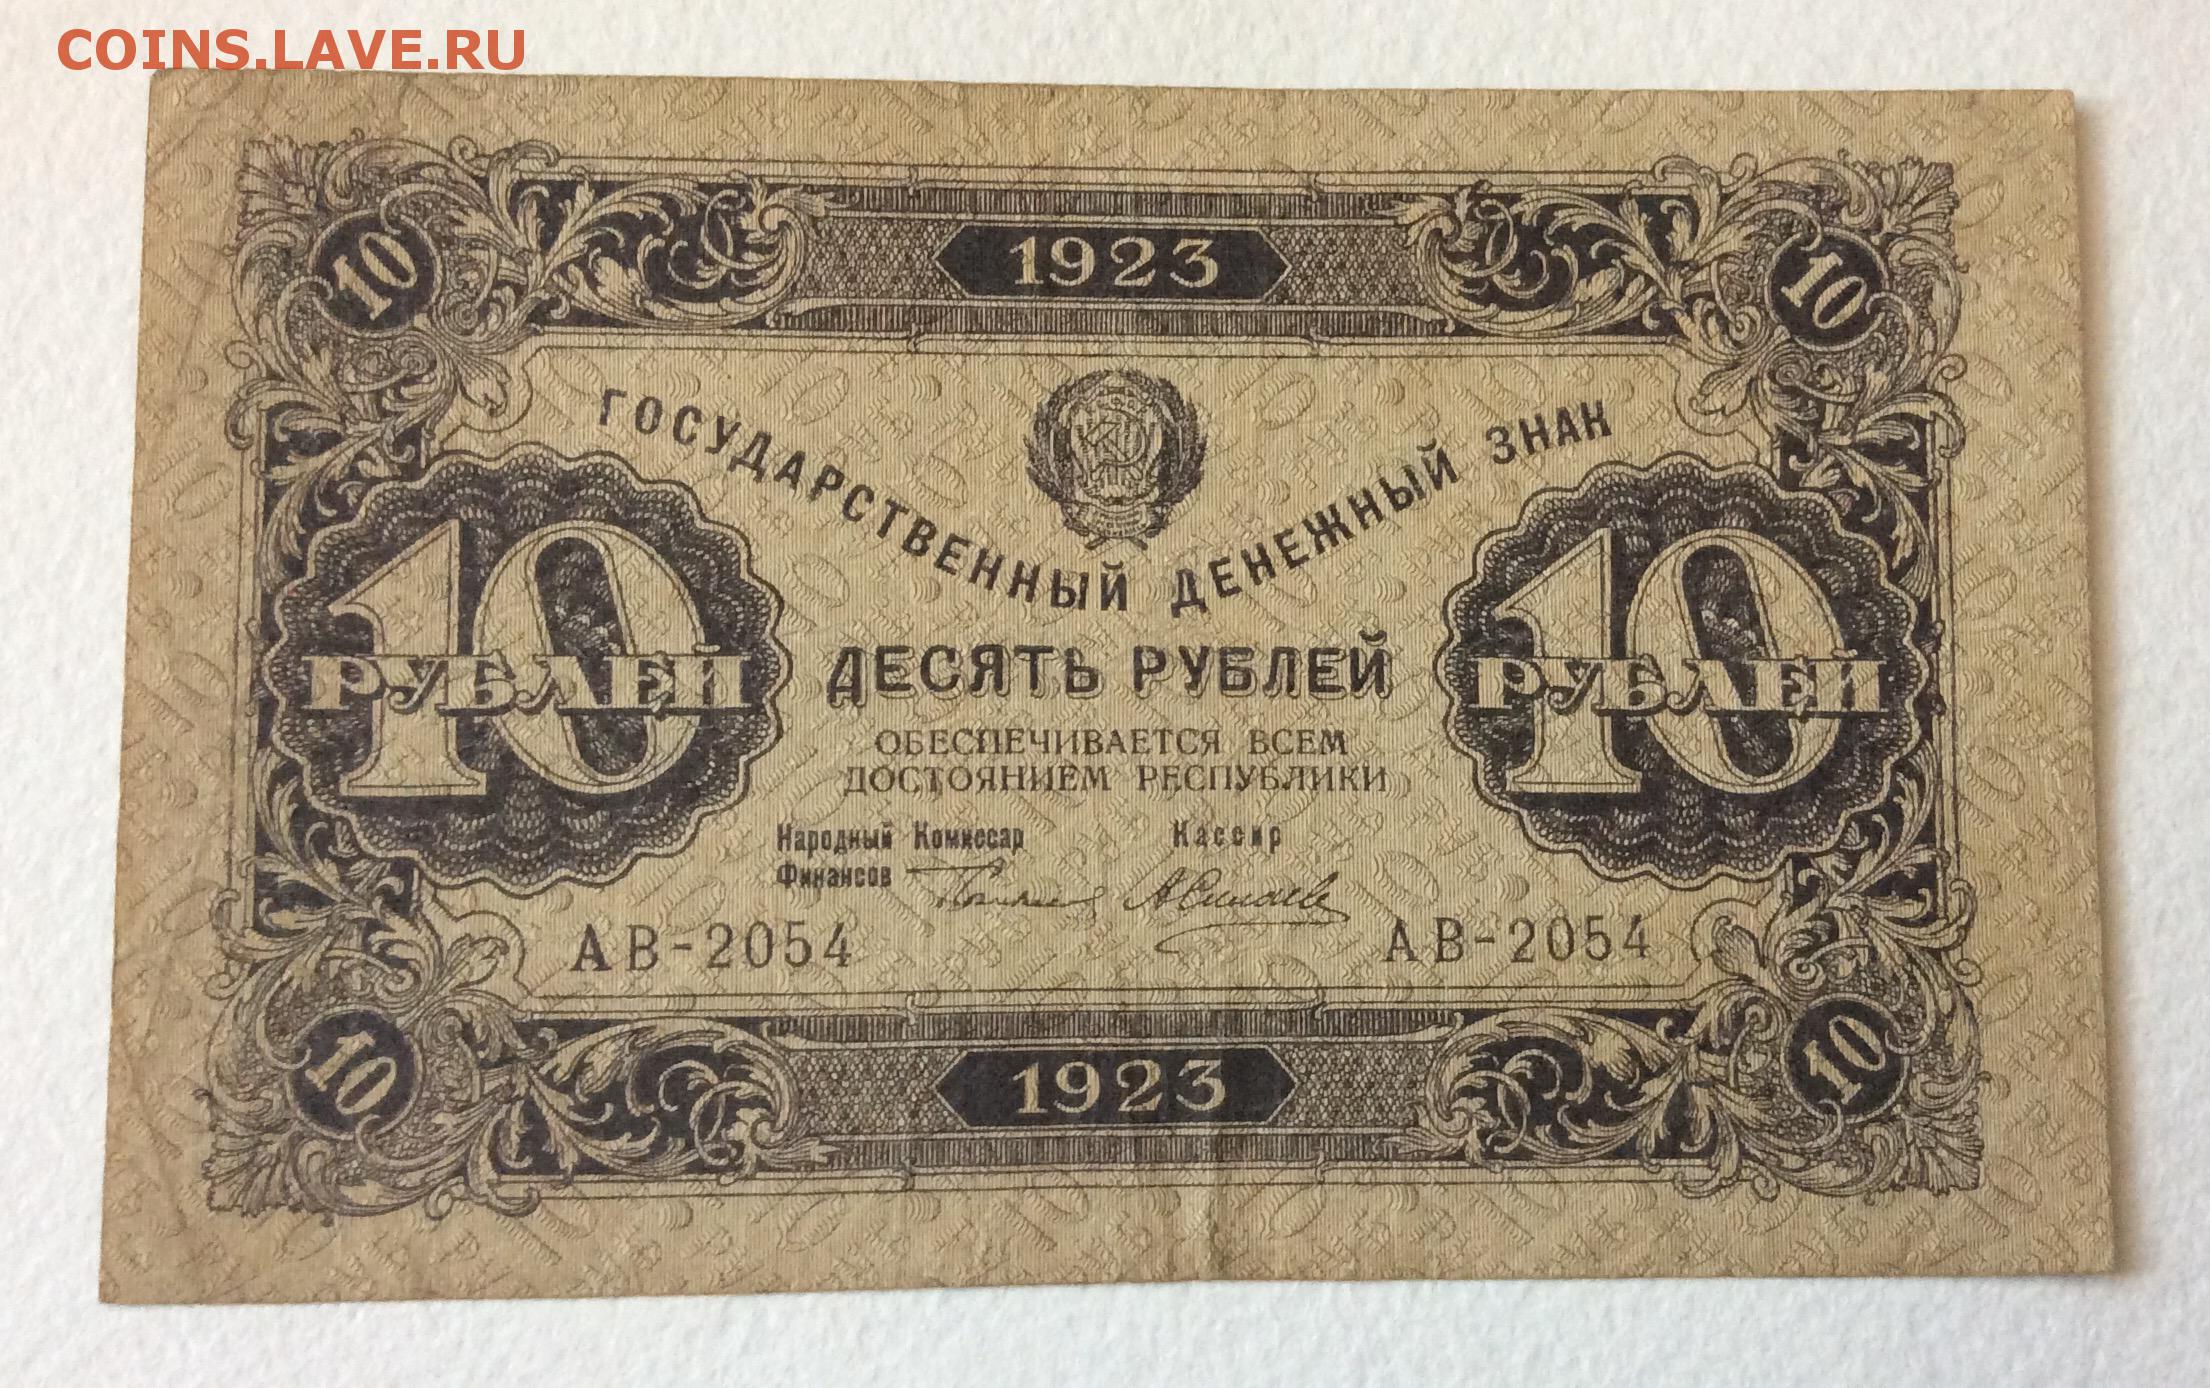 COINS.LAVE.RU
1923
10 10
ГОСУДАРСТВЕННЫЙ ДЕНЕЖНЫЙ ЗНАК
10 РУБЛЕЙ
ДЕСЯТЬ РУБЛЕЙ
10 РУБЛЕЙ
ОБЕСПЕЧИВАЕТСЯ ВСЕМ
ДОСТОЯНИЕМ РЕСПУБЛИКИ
Народный Комиссар
Финансов
Кассир
АВ-2054 АВ-2054
10 10
1923